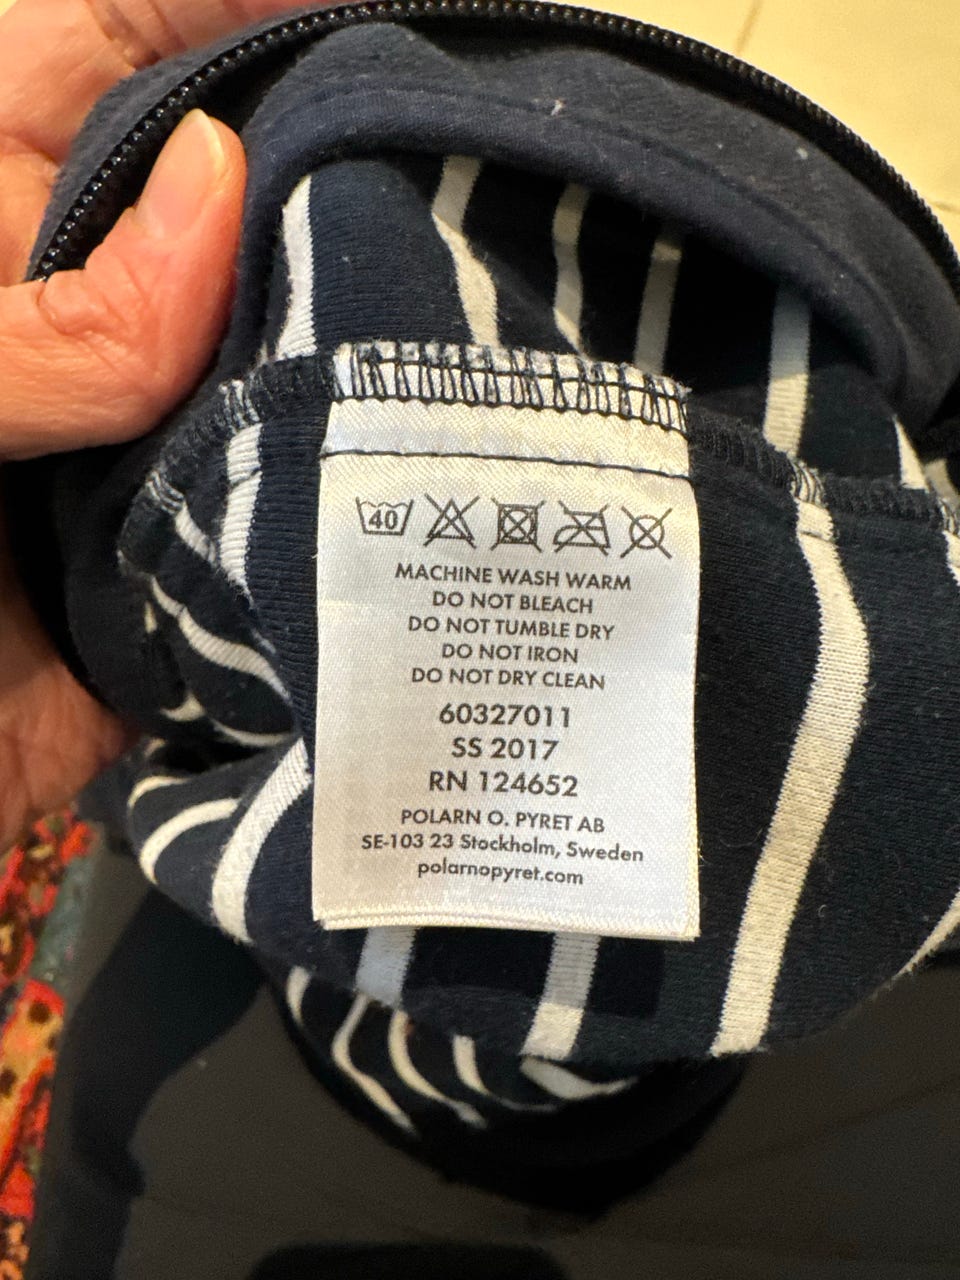 40
MACHINE WASH WARM
DO NOT BLEACH
DO NOT TUMBLE DRY
DO NOT IRON
DO NOT DRY CLEAN
60327011
SS 2017
RN 124652
POLARN O. PYRET AB
SE-103 23 Stockholm, Sweden
polarnopyret.com